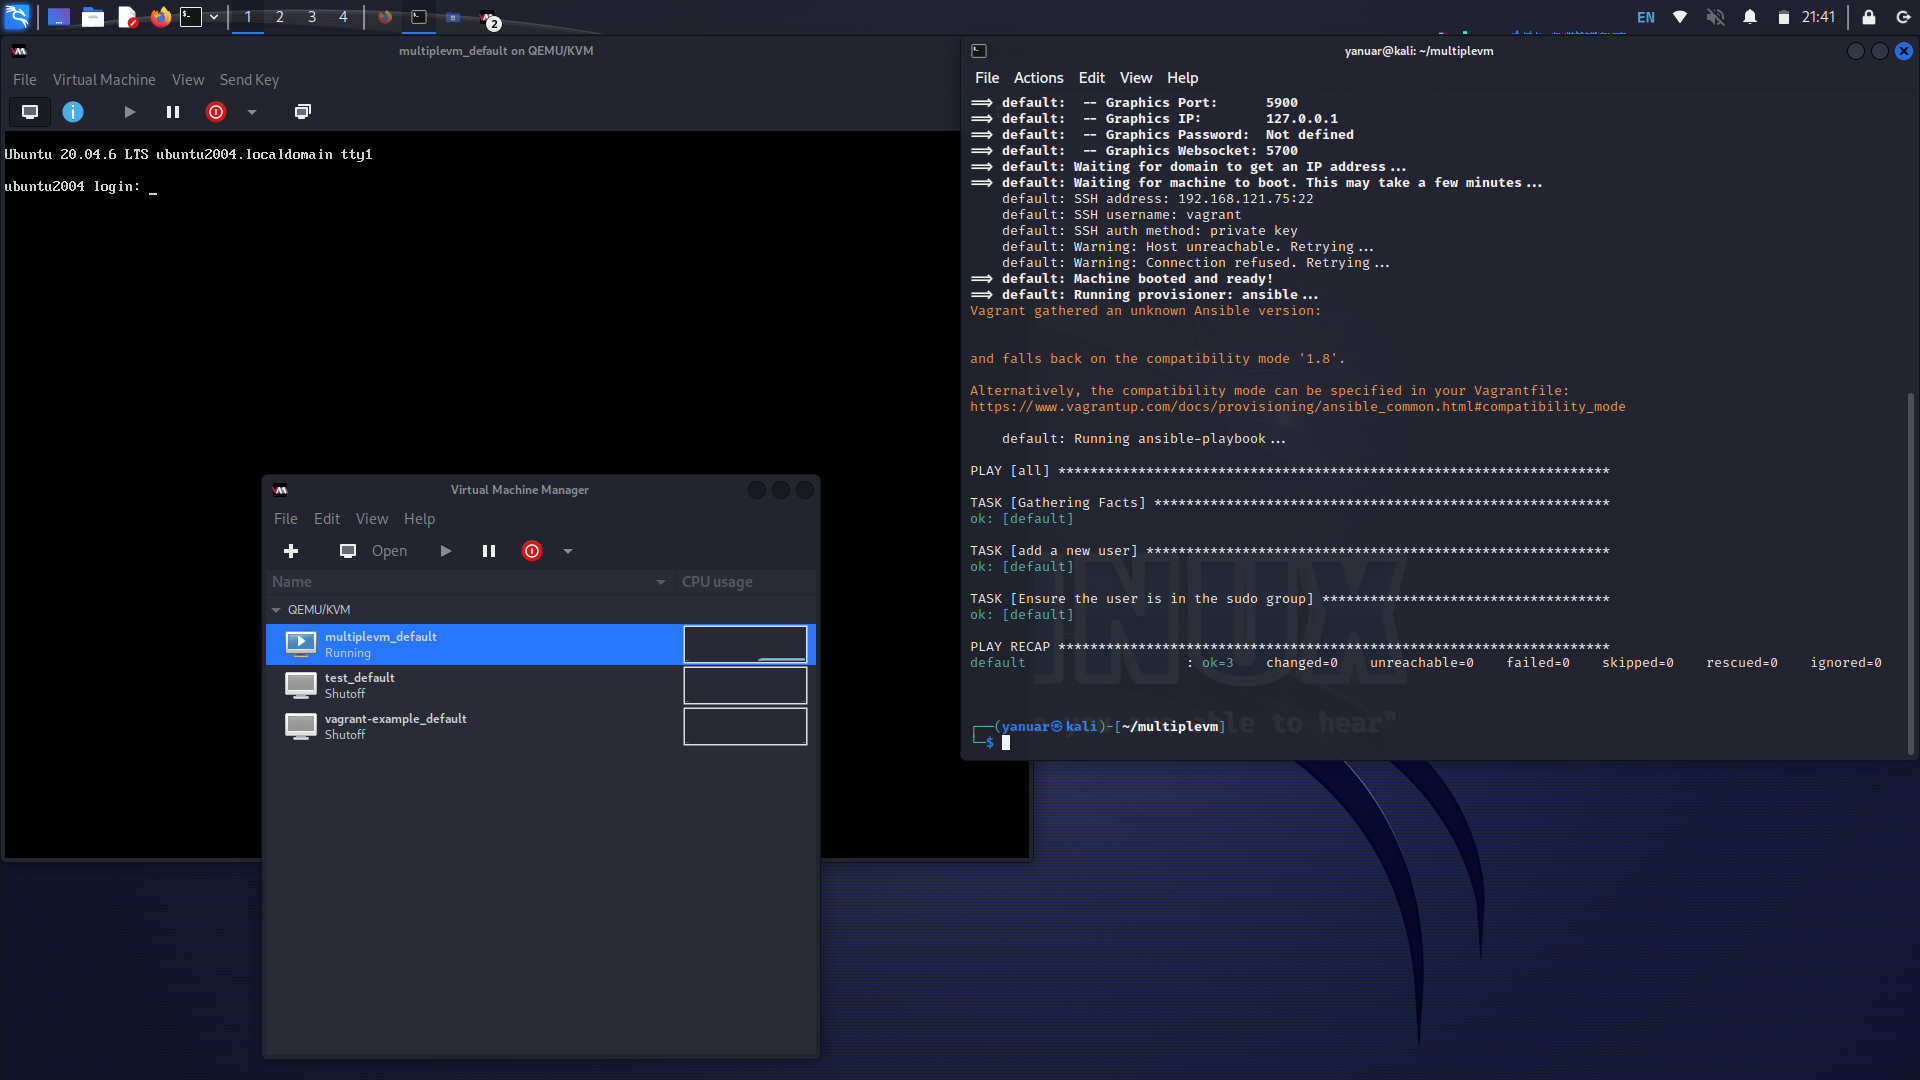 1 2 3 4
2
EN
21:41
multiplevm_default on QEMU/KVM
File Virtual Machine View Send Key
Ubuntu 20.04.6 LTS ubuntu2004.localdomain tty1
ubuntu2004 login: _
Virtual Machine Manager
File Edit View Help
Open
Name CPU usage
QEMU/KVM
multiplevm_default
Running
test_default
Shutoff
vagrant-example_default
Shutoff
yanuar@kali: ~/multiplevm
File Actions Edit View Help
==> default:  -- Graphics Port:      5900
==> default:  -- Graphics IP:        127.0.0.1
==> default:  -- Graphics Password:  Not defined
==> default:  -- Graphics Websocket: 5700
==> default: Waiting for domain to get an IP address...
==> default: Waiting for machine to boot. This may take a few minutes...
default: SSH address: 192.168.121.75:22
default: SSH username: vagrant
default: SSH auth method: private key
default: Warning: Host unreachable. Retrying...
default: Warning: Connection refused. Retrying...
==> default: Machine booted and ready!
==> default: Running provisioner: ansible...
Vagrant gathered an unknown Ansible version:
and falls back on the compatibility mode '1.8'.
Alternatively, the compatibility mode can be specified in your Vagrantfile:
https://www.vagrantup.com/docs/provisioning/ansible_common.html#compatibility_mode
default: Running ansible-playbook...
PLAY [all] *********************************************************************
TASK [Gathering Facts] *********************************************************
ok: [default]
TASK [add a new user] **********************************************************
ok: [default]
TASK [Ensure the user is in the sudo group] ************************************
ok: [default]
PLAY RECAP *********************************************************************
default                    : ok=3    changed=0    unreachable=0    failed=0    skipped=0    rescued=0    ignored=0
┌──(yanuar㉿kali)-[~/multiplevm]
└─$